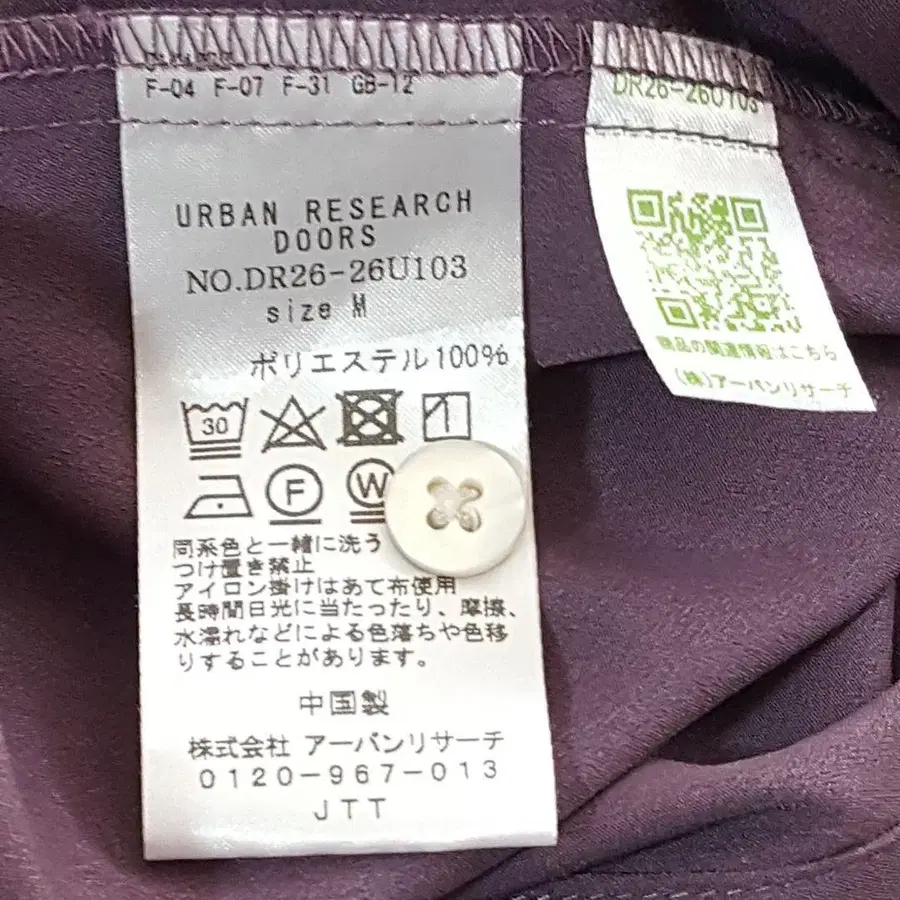 F-04 F-07 F-31 GB-12
URBAN RESEARCH
DOORS
NO.DR26-26U103
size M
ポリエステル100%
30
F
W
同系色と一緒に洗う
つけ置き禁止
アイロン掛けはあて布使用
長時間日光に当たったり、摩擦、
水濡れなどによる色落ちや色移
りすることがあります。
中国製
株式会社 アーバンリサーチ
0120-967-013
JTT
DR26-26U103
商品の関連情報はこちら
(株)アーバンリサーチ